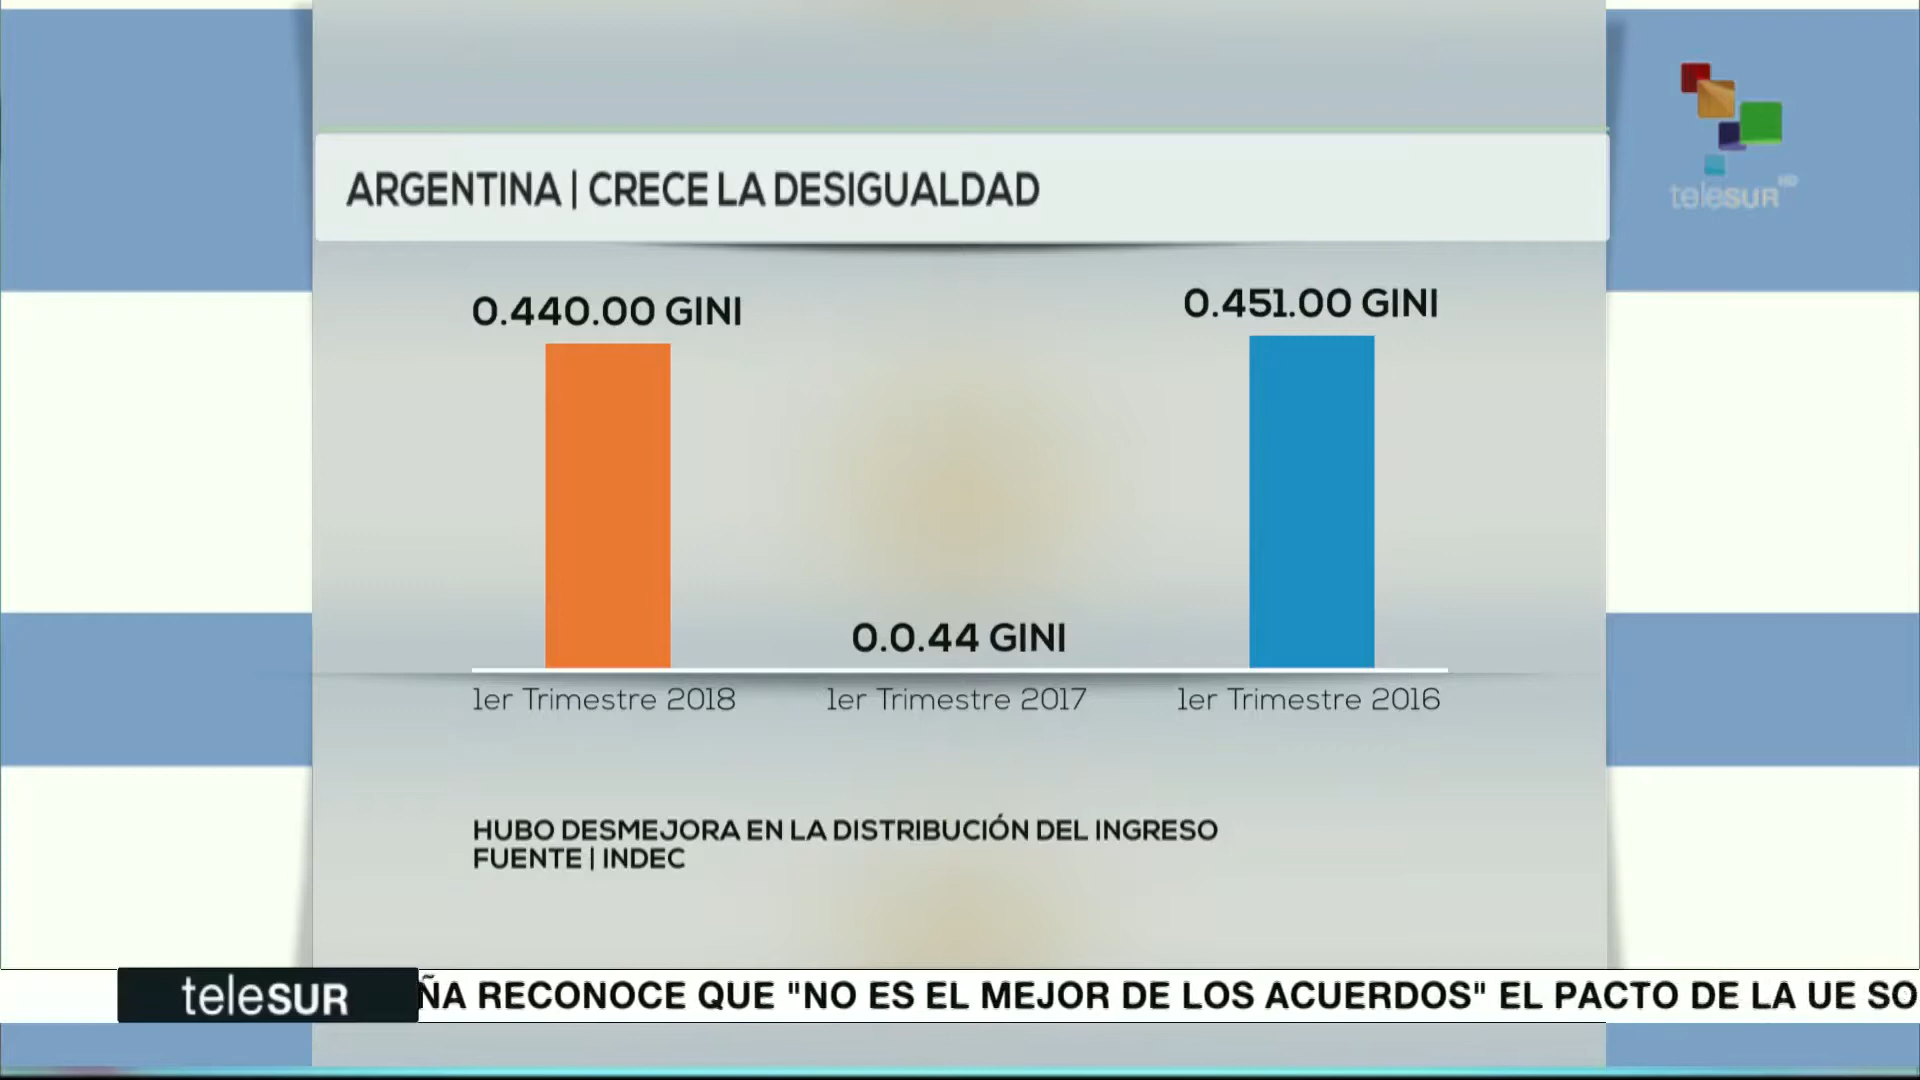 teleSUR HD
ARGENTINA | CRECE LA DESIGUALDAD
0.440.00 GINI
0.0.44 GINI
0.451.00 GINI
1er Trimestre 2018
1er Trimestre 2017
1er Trimestre 2016
HUBO DESMEJORA EN LA DISTRIBUCIÓN DEL INGRESO
FUENTE | INDEC
teleSUR
ÑA RECONOCE QUE "NO ES EL MEJOR DE LOS ACUERDOS" EL PACTO DE LA UE SO